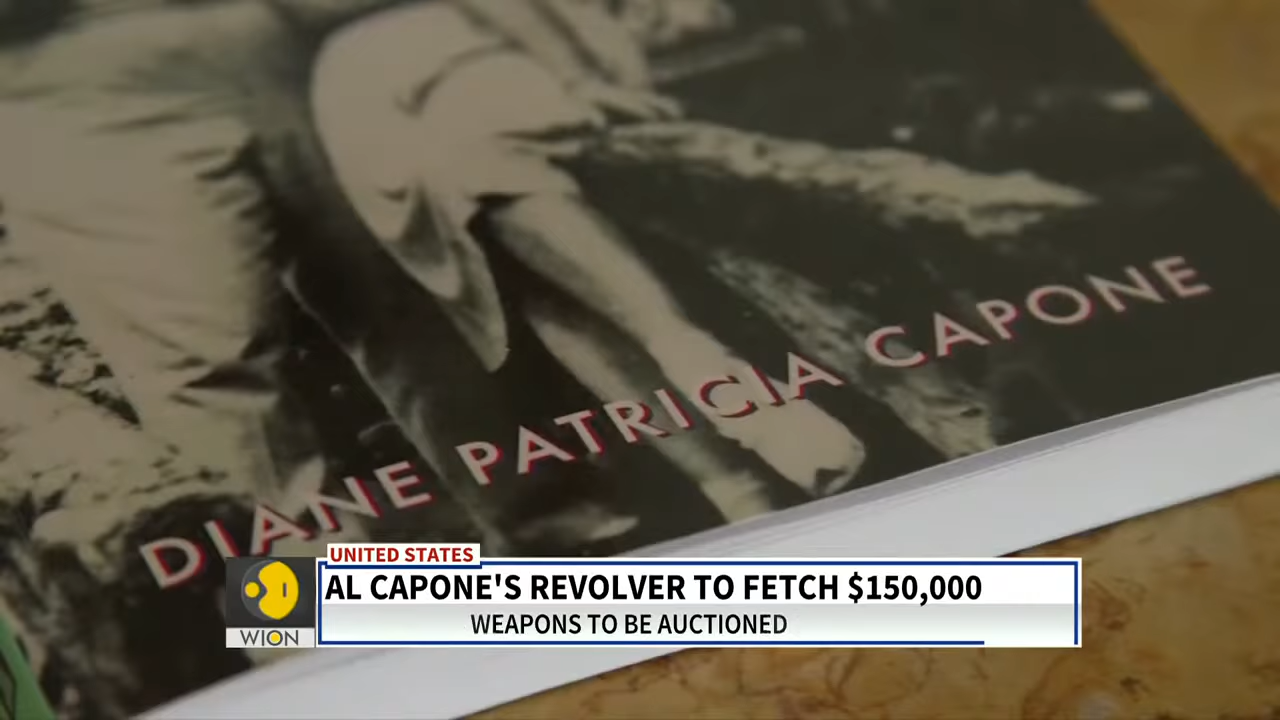 DIANE PATRICIA CAPONE
UNITED STATES
AL CAPONE'S REVOLVER TO FETCH $150,000
WEAPONS TO BE AUCTIONED
WION